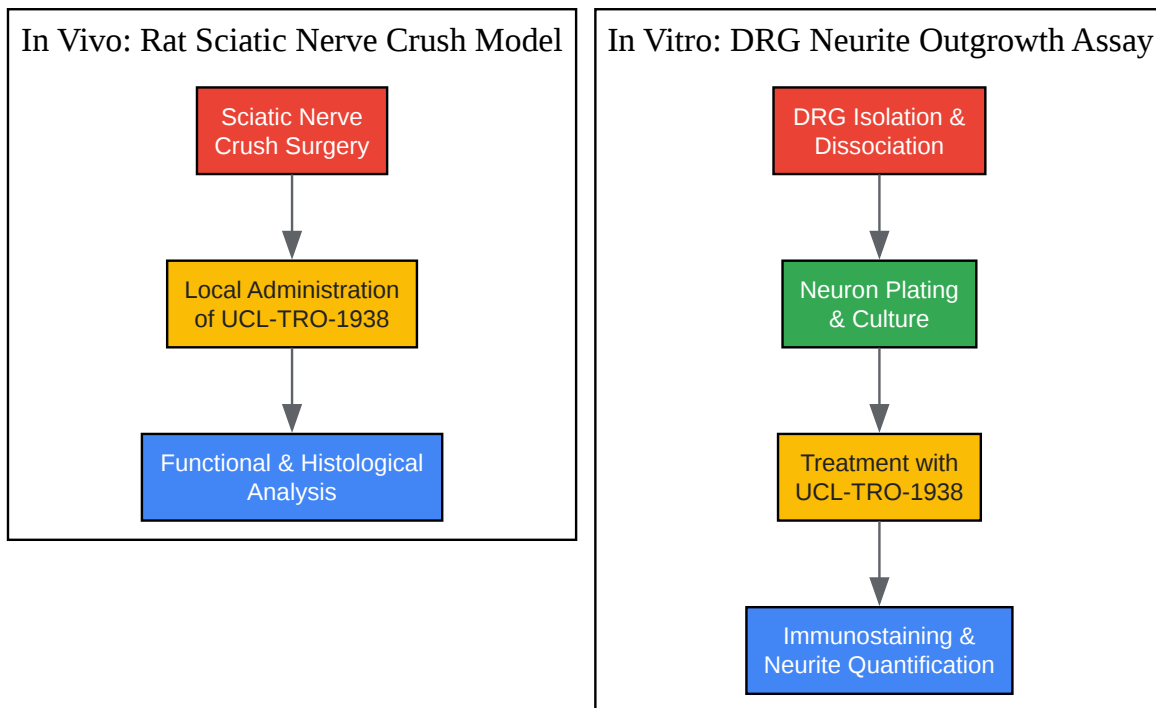 In Vivo: Rat Sciatic Nerve Crush Model
Sciatic Nerve
Crush Surgery
Local Administration
of UCL-TRO-1938
Functional & Histological
Analysis
In Vitro: DRG Neurite Outgrowth Assay
DRG Isolation &
Dissociation
Neuron Plating
& Culture
Treatment with
UCL-TRO-1938
Immunostaining &
Neurite Quantification